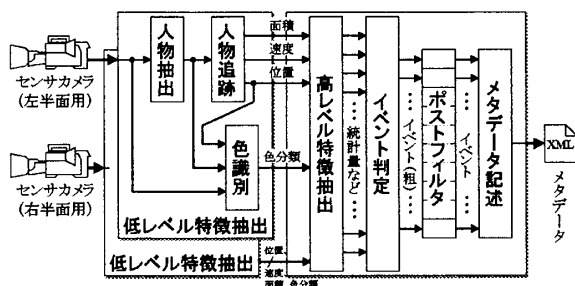 センサカメラ
(左半面用)
センサカメラ
(右半面用)
人物抽出
人物追跡
色識別
低レベル特徴抽出
低レベル特徴抽出
面積
速度
位置
色分類
位置、
速度、
面積、色分類
高レベル特徴抽出
…統計量など…
イベント判定
…イベント(粗)…
ポストフィルタ
…イベント…
メタデータ記述
XML
メタデータ